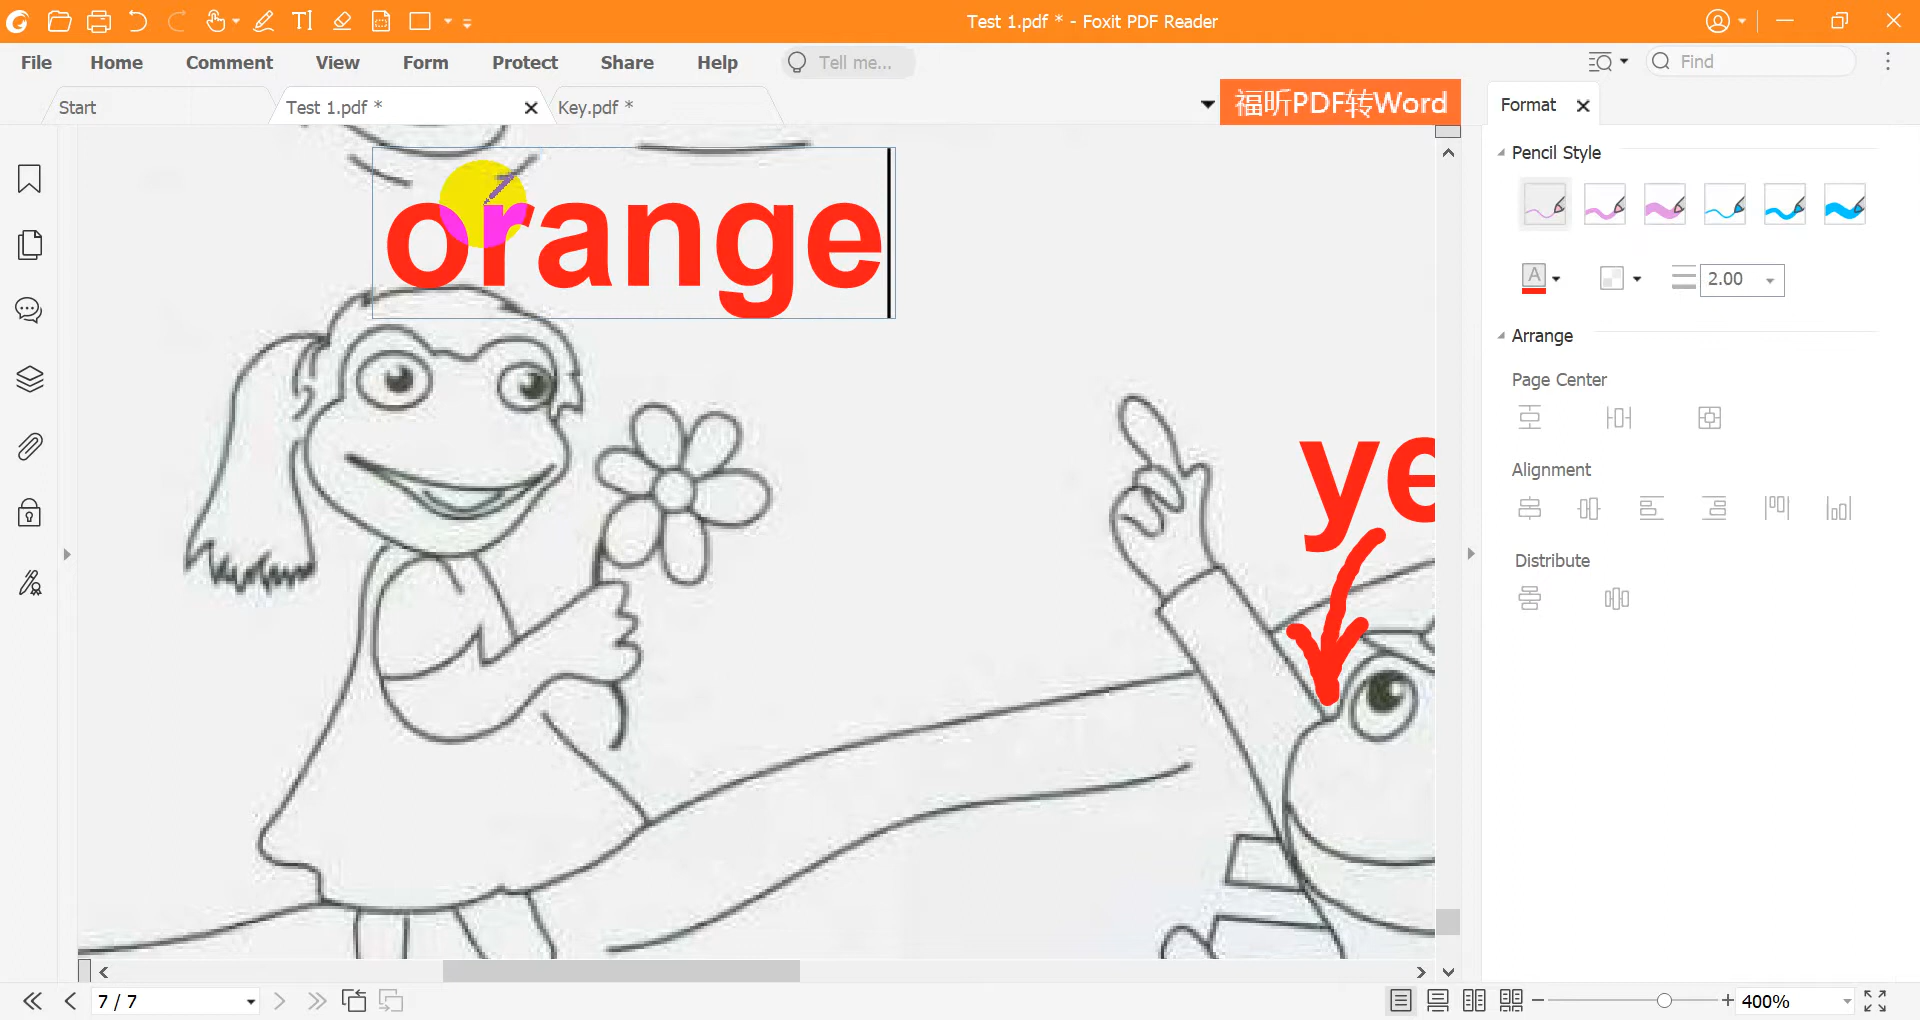 Test 1.pdf * - Foxit PDF Reader
File Home Comment View Form Protect Share Help Tell me... Find
Start Test 1.pdf * Key.pdf * 福昕PDF转Word Format
Pencil Style
2.00
Arrange
Page Center
Alignment
Distribute
orange
ye
7 / 7 400%